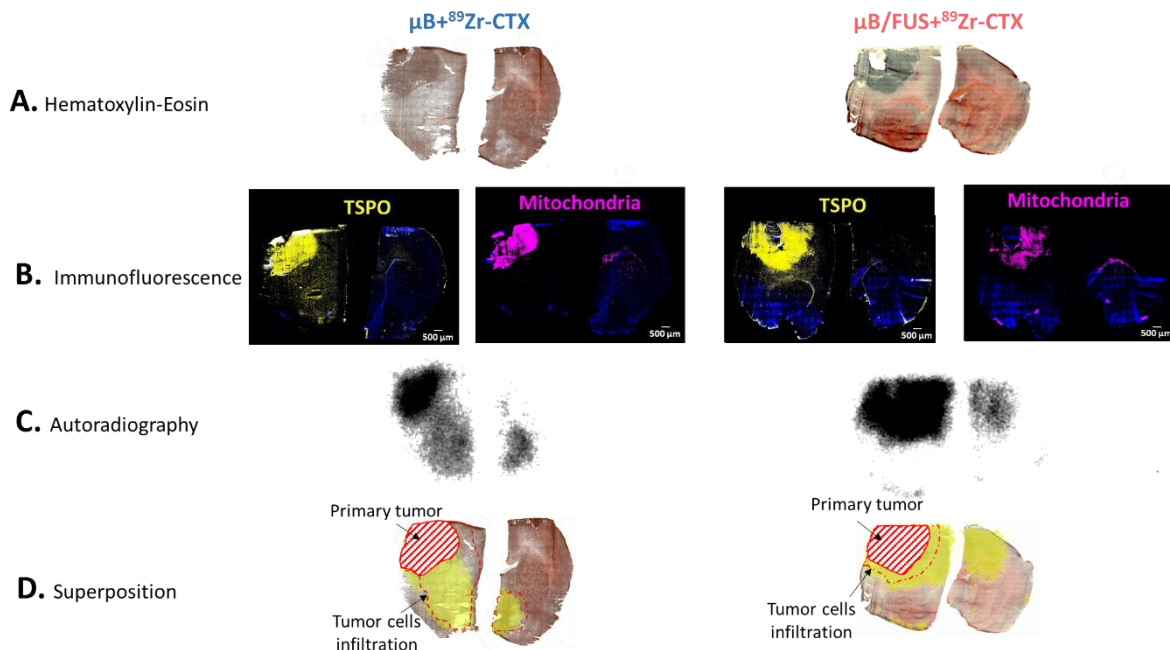 μB+⁸⁹Zr-CTX
μB/FUS+⁸⁹Zr-CTX
A. Hematoxylin-Eosin
TSPO
Mitochondria
TSPO
Mitochondria
B. Immunofluorescence
500 μm
500 μm
500 μm
500 μm
C. Autoradiography
Primary tumor
Primary tumor
D. Superposition
Tumor cells
infiltration
Tumor cells
infiltration